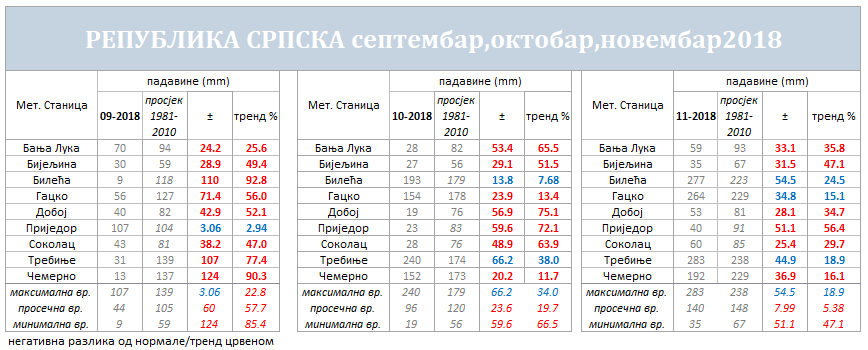 РЕПУБЛИКА СРПСКА септембар,октобар,новембар2018
Мет. Станица падавине (mm)
09-2018 просјек 1981-2010 ± тренд %
Бања Лука 70 94 24.2 25.6
Бијељина 30 59 28.9 49.4
Билећа 9 118 110 92.8
Гацко 56 127 71.4 56.0
Добој 40 82 42.9 52.1
Приједор 107 104 3.06 2.94
Соколац 43 81 38.2 47.0
Требиње 31 139 107 77.4
Чемерно 13 137 124 90.3
максимална вр. 107 139 3.06 22.8
просечна вр. 44 105 60 57.7
минимална вр. 9 59 124 85.4
Мет. Станица падавине (mm)
10-2018 просјек 1981-2010 ± тренд %
Бања Лука 28 82 53.4 65.5
Бијељина 27 56 29.1 51.5
Билећа 193 179 13.8 7.68
Гацко 154 178 23.9 13.4
Добој 19 76 56.9 75.1
Приједор 23 83 59.6 72.1
Соколац 28 76 48.9 63.9
Требиње 240 174 66.2 38.0
Чемерно 152 173 20.2 11.7
максимална вр. 240 179 66.2 34.0
просечна вр. 96 120 23.6 19.7
минимална вр. 19 56 59.6 66.5
Мет. Станица падавине (mm)
11-2018 просјек 1981-2010 ± тренд %
Бања Лука 59 93 33.1 35.8
Бијељина 35 67 31.5 47.1
Билећа 277 223 54.5 24.5
Гацко 264 229 34.8 15.1
Добој 53 81 28.1 34.7
Приједор 40 91 51.1 56.4
Соколац 60 85 25.4 29.7
Требиње 283 238 44.9 18.9
Чемерно 192 229 36.9 16.1
максимална вр. 283 238 54.5 18.9
просечна вр. 140 148 7.99 5.38
минимална вр. 35 67 51.1 47.1
негативна разлика од нормале/тренд црвеном